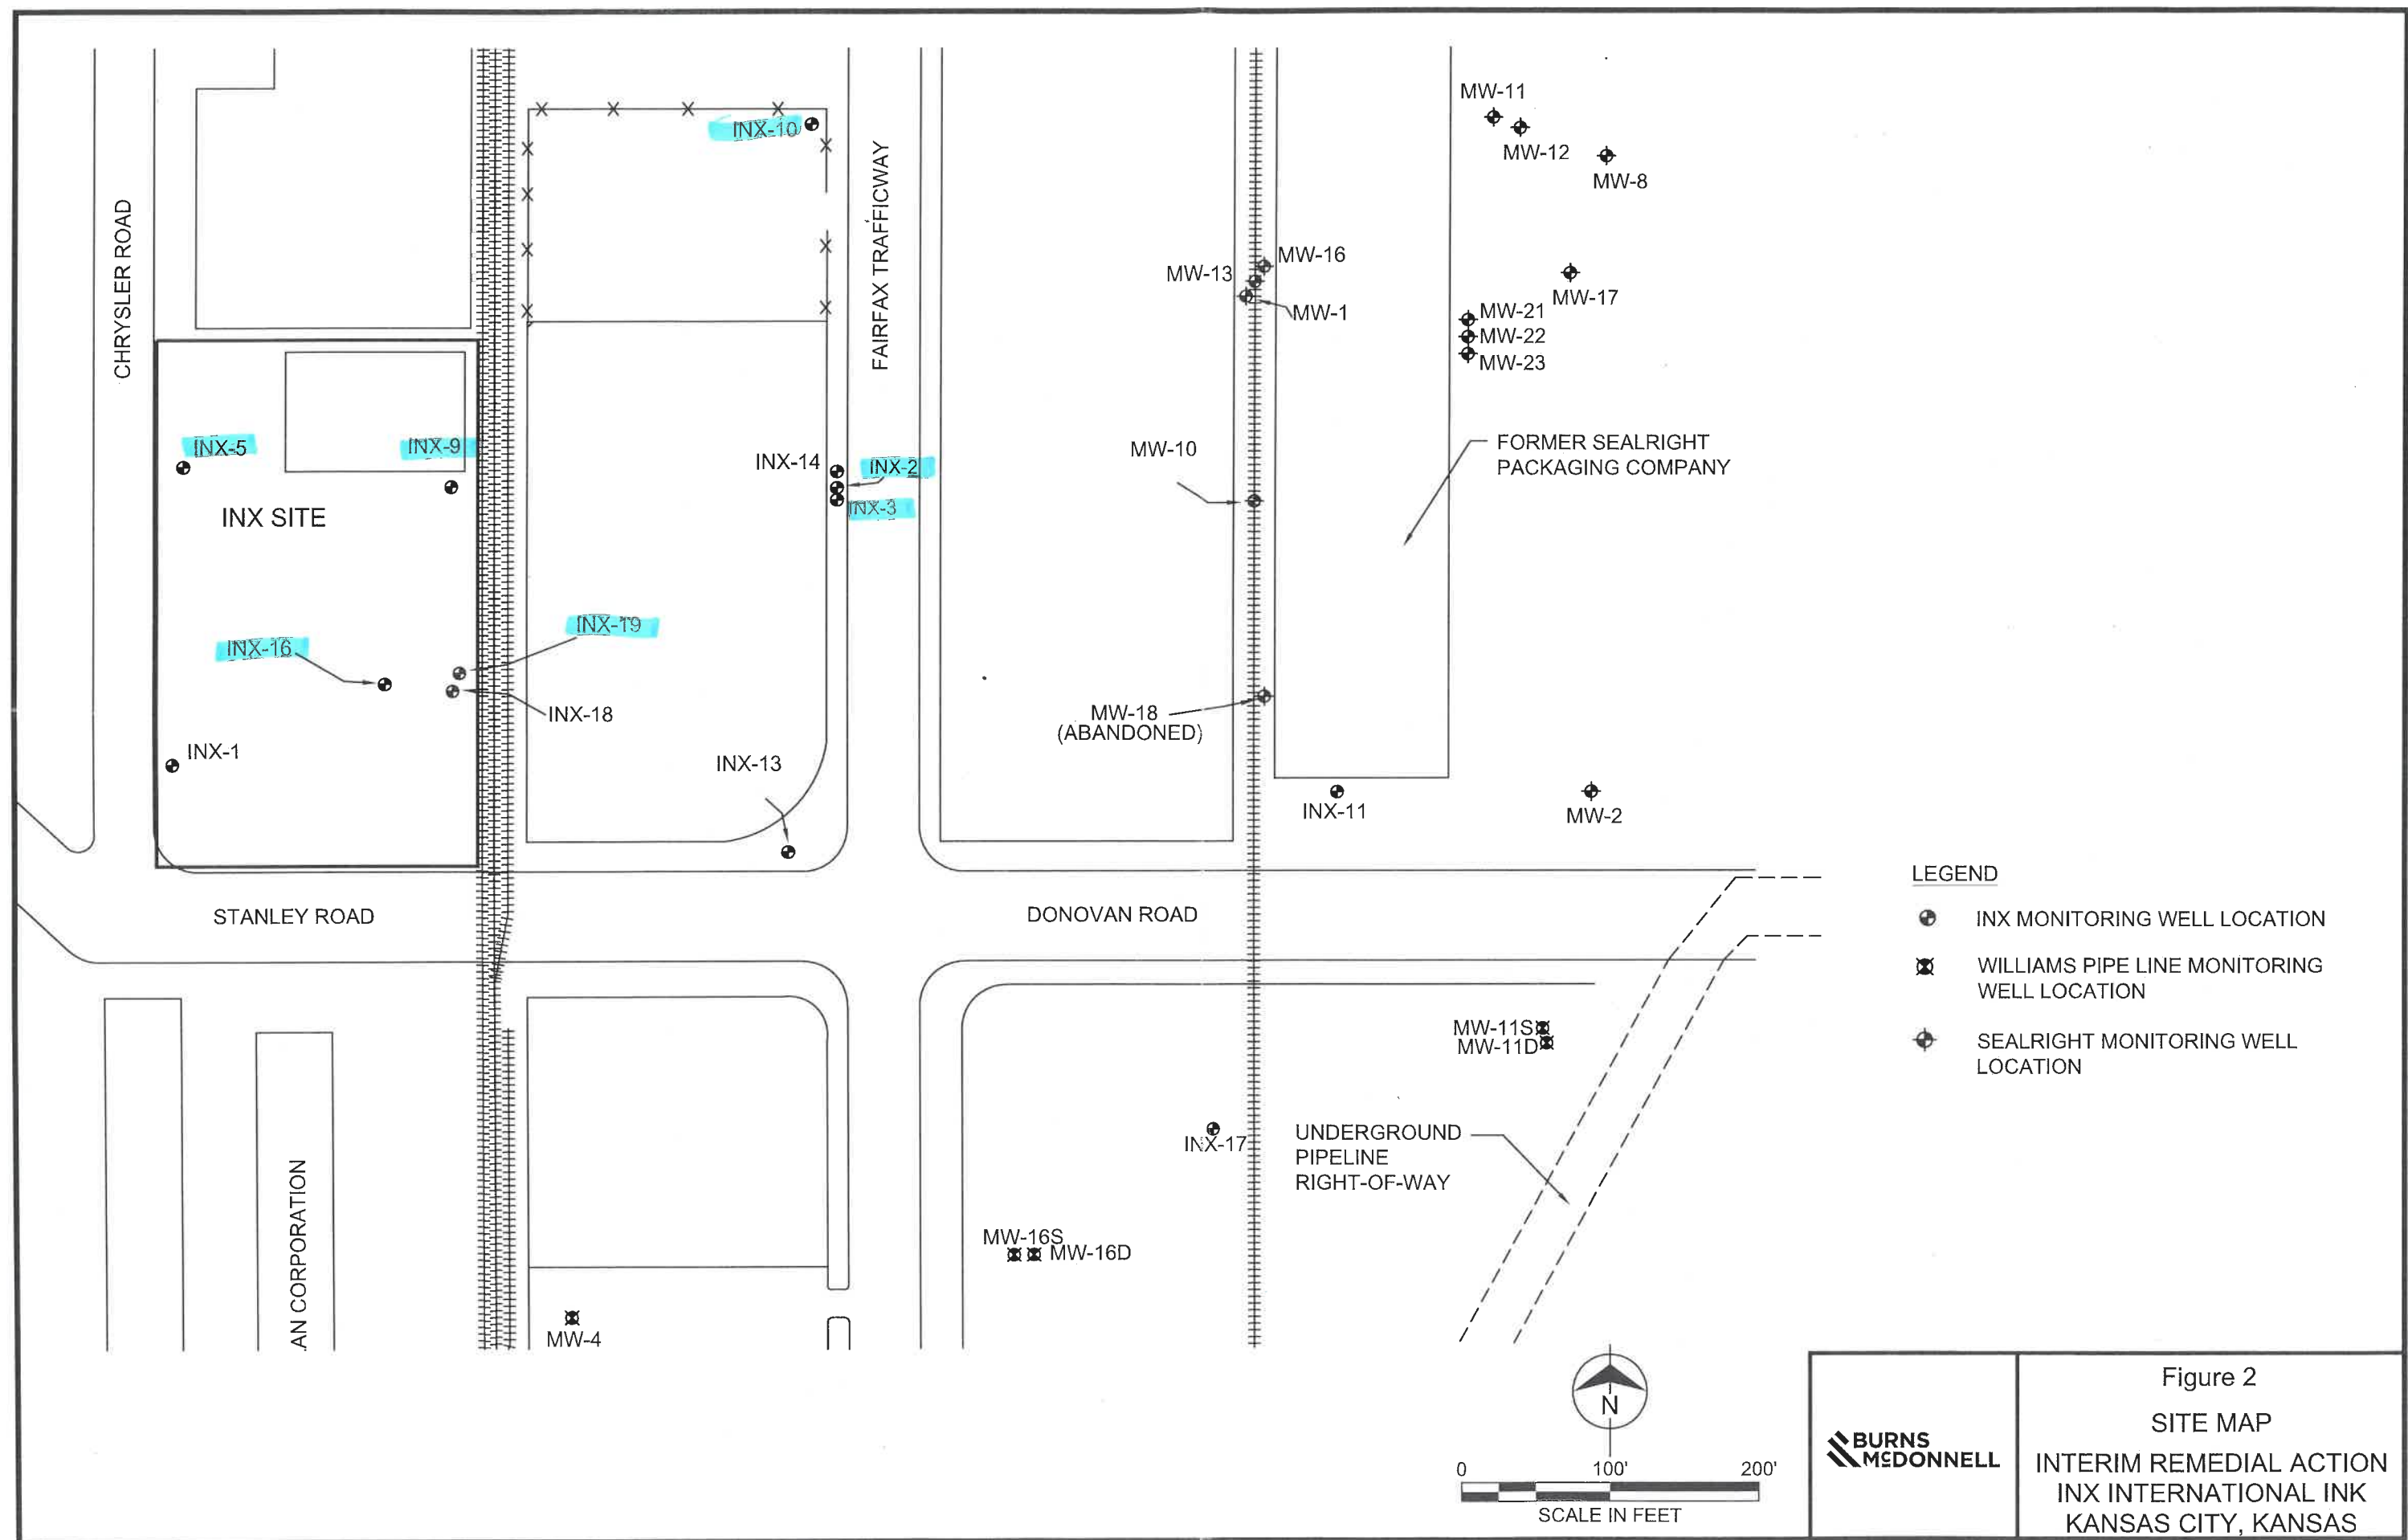 MW-11
INX-10
MW-12
MW-8
CHRYSLER ROAD
FAIRFAX TRAFFICWAY
MW-16
MW-13
MW-17
MW-1
MW-21
MW-22
MW-23
INX-5
INX-9
INX-14
INX-2
MW-10
FORMER SEALRIGHT
PACKAGING COMPANY
INX-3
INX SITE
INX-19
INX-16
INX-18
MW-18
(ABANDONED)
INX-1
INX-13
INX-11
MW-2
LEGEND
STANLEY ROAD
DONOVAN ROAD
INX MONITORING WELL LOCATION
WILLIAMS PIPE LINE MONITORING
WELL LOCATION
MW-11S
MW-11D
SEALRIGHT MONITORING WELL
LOCATION
INX-17
UNDERGROUND
PIPELINE
RIGHT-OF-WAY
AN CORPORATION
MW-16S
MW-16D
MW-4
N
0 100' 200'
SCALE IN FEET
BURNS
McDONNELL
Figure 2
SITE MAP
INTERIM REMEDIAL ACTION
INX INTERNATIONAL INK
KANSAS CITY, KANSAS